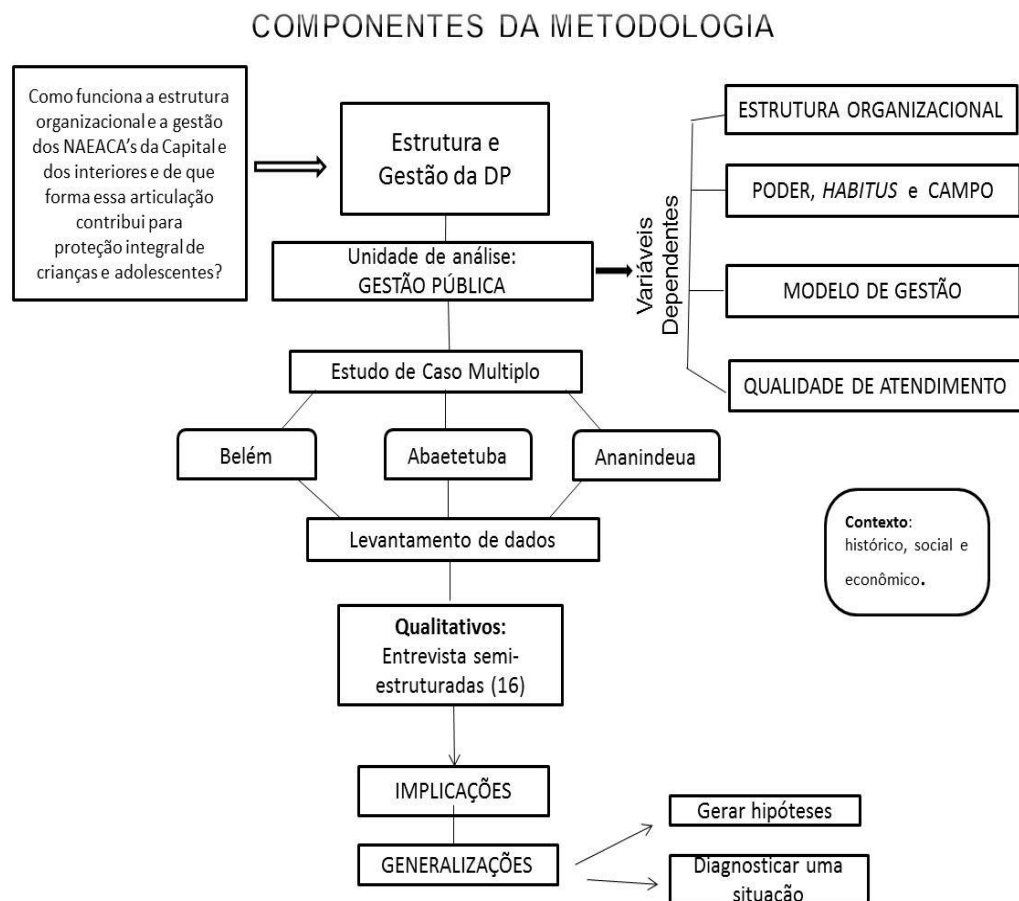 COMPONENTES DA METODOLOGIA
Como funciona a estrutura
organizacional e a gestão
dos NAEACA's da Capital e
dos interiores e de que
forma essa articulação
contribui para
proteção integral de
crianças e adolescentes?
Estrutura e
Gestão da DP
Unidade de análise:
GESTÃO PÚBLICA
Variáveis
Dependentes
ESTRUTURA ORGANIZACIONAL
PODER, HABITUS e CAMPO
MODELO DE GESTÃO
QUALIDADE DE ATENDIMENTO
Estudo de Caso Multiplo
Belém
Abaetetuba
Ananindeua
Levantamento de dados
Contexto:
histórico, social e
econômico.
Qualitativos:
Entrevista semi-
estruturadas (16)
IMPLICAÇÕES
GENERALIZAÇÕES
Gerar hipóteses
Diagnosticar uma
situação